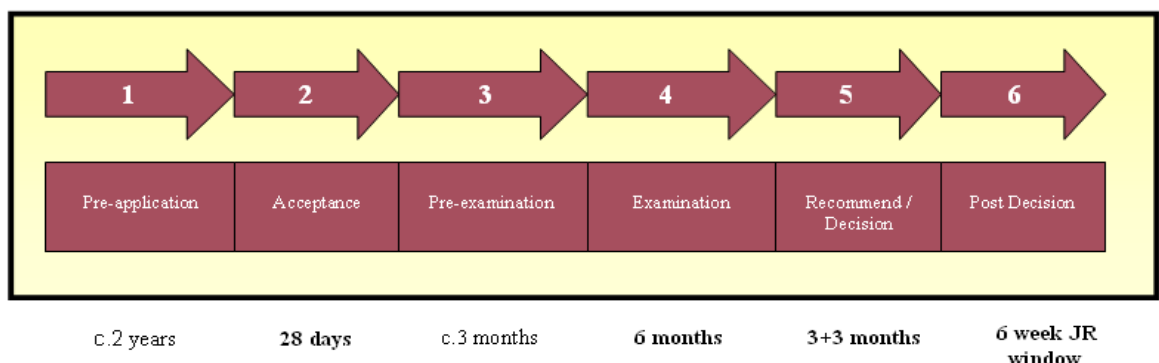 1 2 3 4 5 6
Pre-application Acceptance Pre-examination Examination Recommend / Decision Post Decision
c.2 years 28 days c.3 months 6 months 3+3 months 6 week JR window